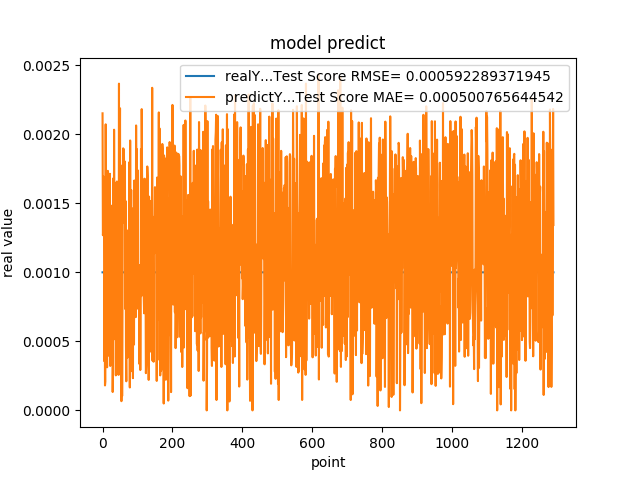 model predict
realY...Test Score RMSE= 0.000592289371945
predictY...Test Score MAE= 0.000500765644542
0.0025
0.0020
0.0015
0.0010
0.0005
0.0000
real value
0 200 400 600 800 1000 1200
point